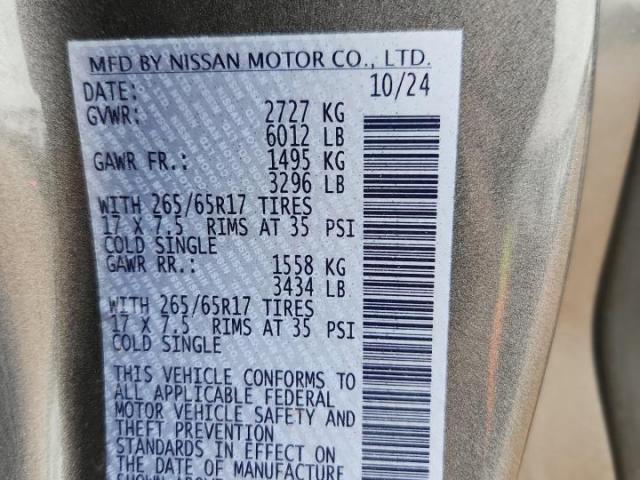 MFD BY NISSAN MOTOR CO., LTD.
DATE: 10/24
GVWR: 2727 KG
6012 LB
GAWR FR.: 1495 KG
3296 LB
WITH 265/65R17 TIRES
17 X 7.5 RIMS AT 35 PSI
COLD SINGLE
GAWR RR.: 1558 KG
3434 LB
WITH 265/65R17 TIRES
17 X 7.5 RIMS AT 35 PSI
COLD SINGLE
THIS VEHICLE CONFORMS TO
ALL APPLICABLE FEDERAL
MOTOR VEHICLE SAFETY AND
THEFT PREVENTION
STANDARDS IN EFFECT ON
THE DATE OF MANUFACTURE
SHOWN ABOVE